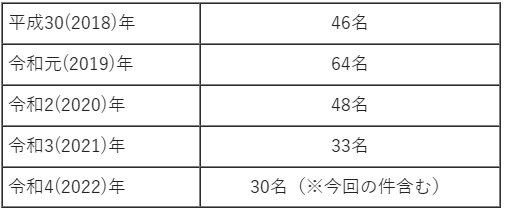 平成30(2018)年 46名
令和元(2019)年 64名
令和2(2020)年 48名
令和3(2021)年 33名
令和4(2022)年 30名（※今回の件含む）